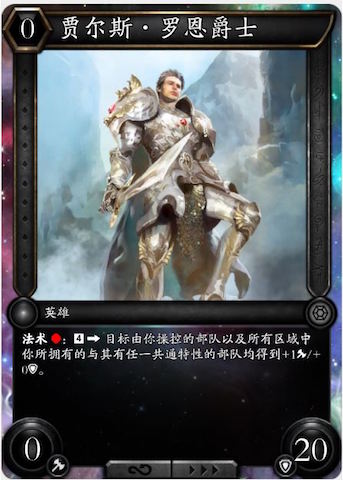 0 贾尔斯·罗恩爵士
英雄
法术：4➡目标由你操控的部队以及所有区域中
你所拥有的与其有任一共通特性的部队均得到+1/+
0。
0 20